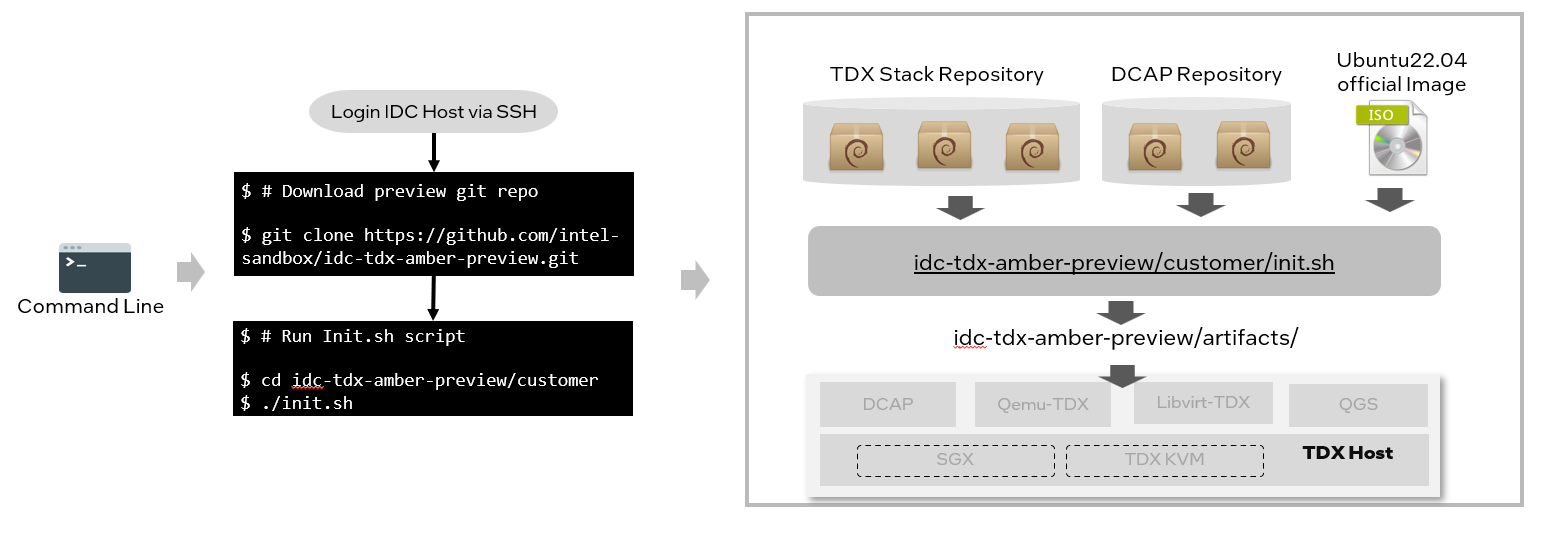 >_
Command Line
Login IDC Host via SSH
$ # Download preview git repo
$ git clone https://github.com/intel-
sandbox/idc-tdx-amber-preview.git
$ # Run Init.sh script
$ cd idc-tdx-amber-preview/customer
$ ./init.sh
TDX Stack Repository
DCAP Repository
Ubuntu22.04
official Image
ISO
idc-tdx-amber-preview/customer/init.sh
idc-tdx-amber-preview/artifacts/
DCAP
Qemu-TDX
Libvirt-TDX
QGS
SGX
TDX KVM
TDX Host